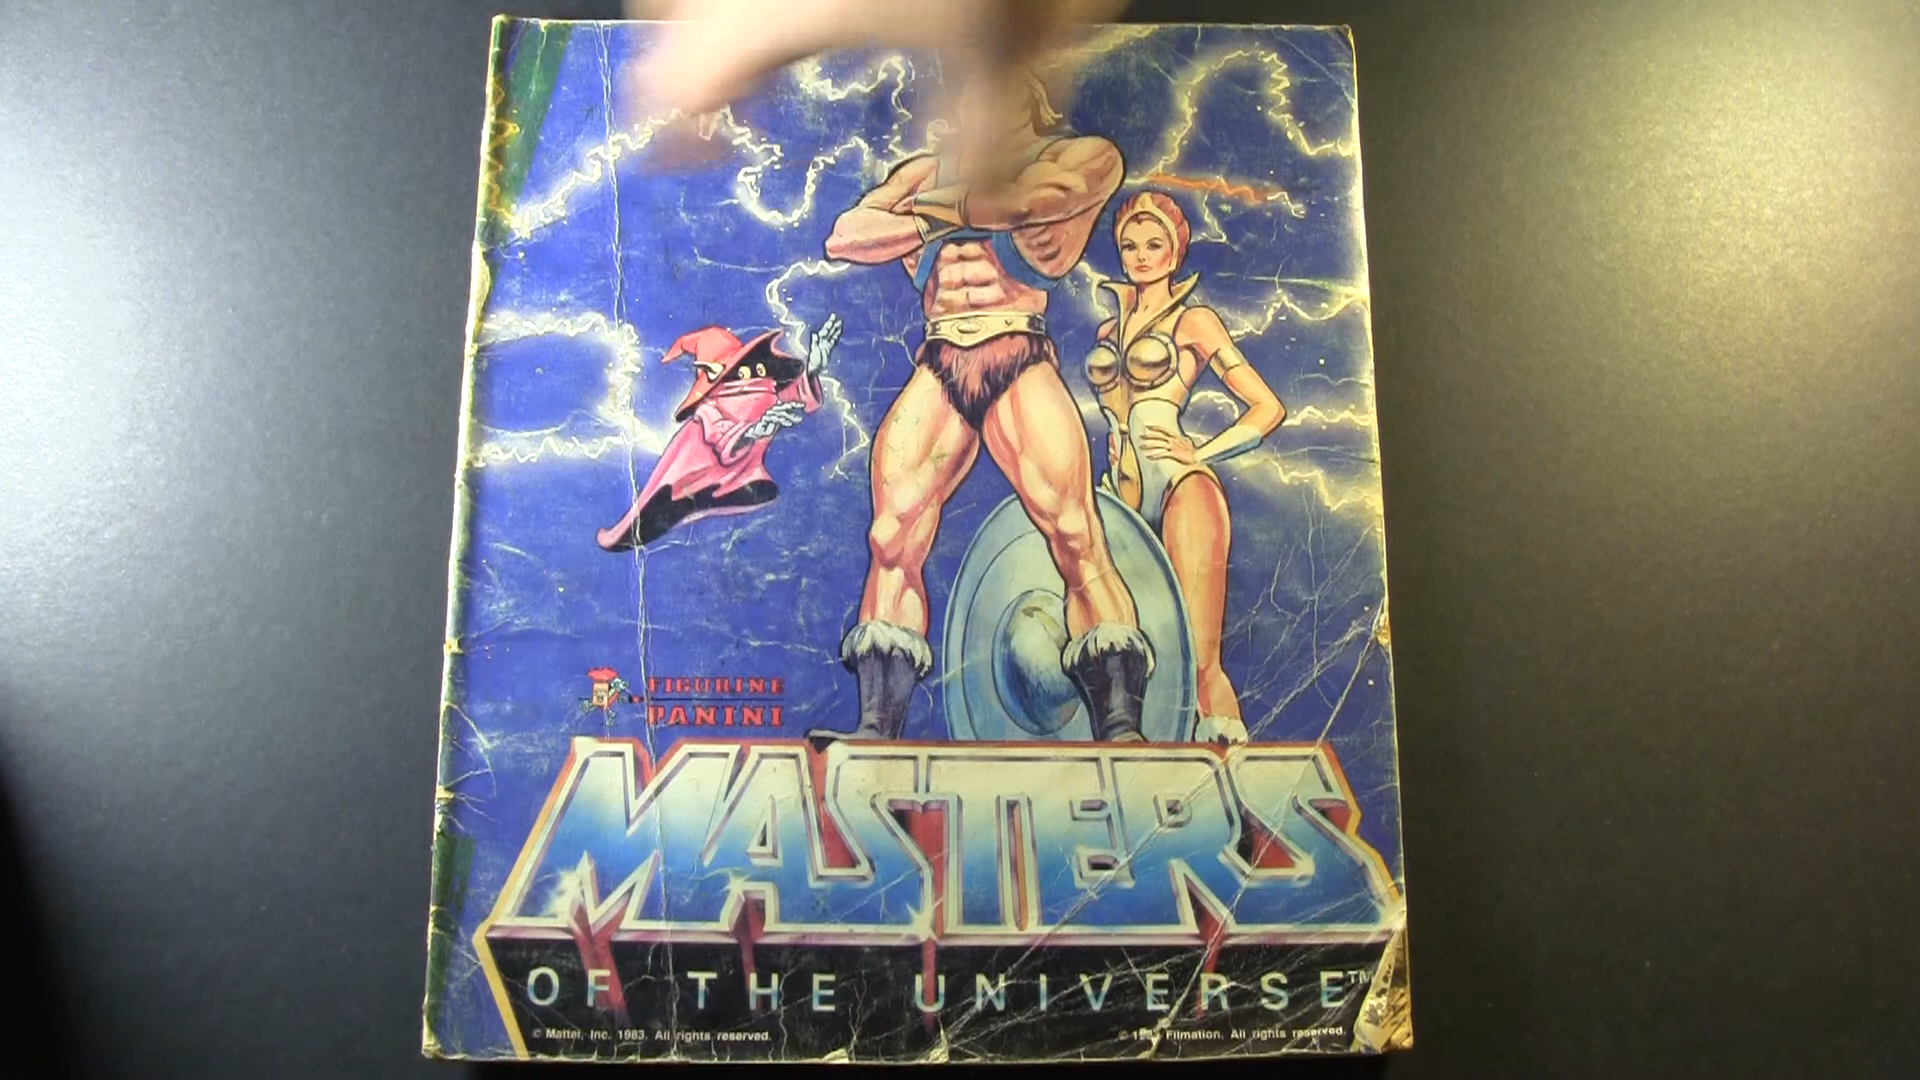 FIGURINE
PANINI
MASTERS
OF THE UNIVERSE™
© Mattel, Inc. 1983. All rights reserved.
© Filmation. All rights reserved.